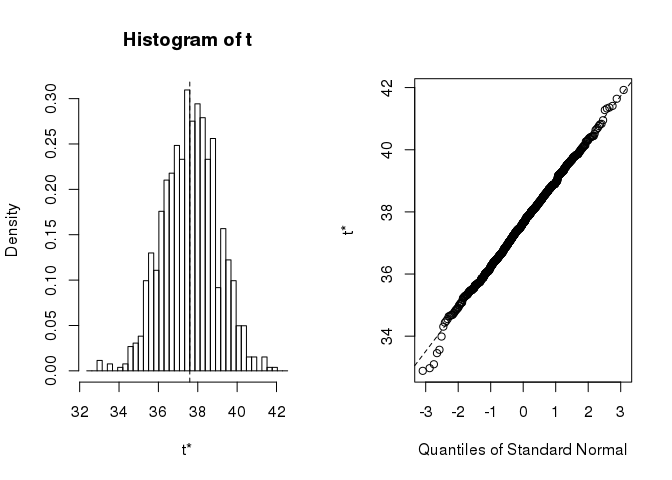 Histogram of t
Density
0.00 0.05 0.10 0.15 0.20 0.25 0.30
32 34 36 38 40 42
t*
t*
34 36 38 40 42
-3 -2 -1 0 1 2 3
Quantiles of Standard Normal